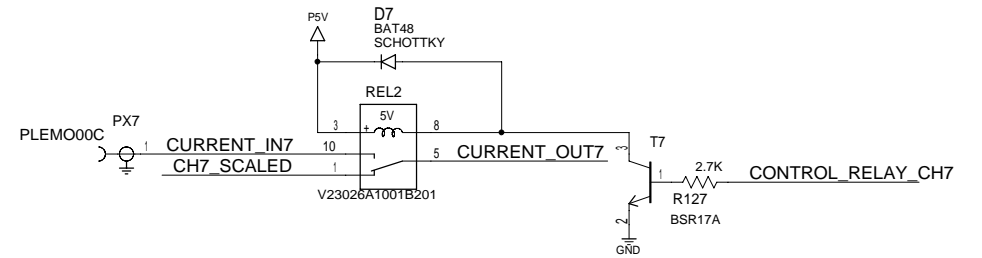 P5V
D7
BAT48
SCHOTTKY
REL2
5V
3
+
8
PLEMO00C
PX7
1
CURRENT_IN7
10
CH7_SCALED
1
5
CURRENT_OUT7
V23026A1001B201
3
T7
1
2.7K
R127
BSR17A
CONTROL_RELAY_CH7
2
GND